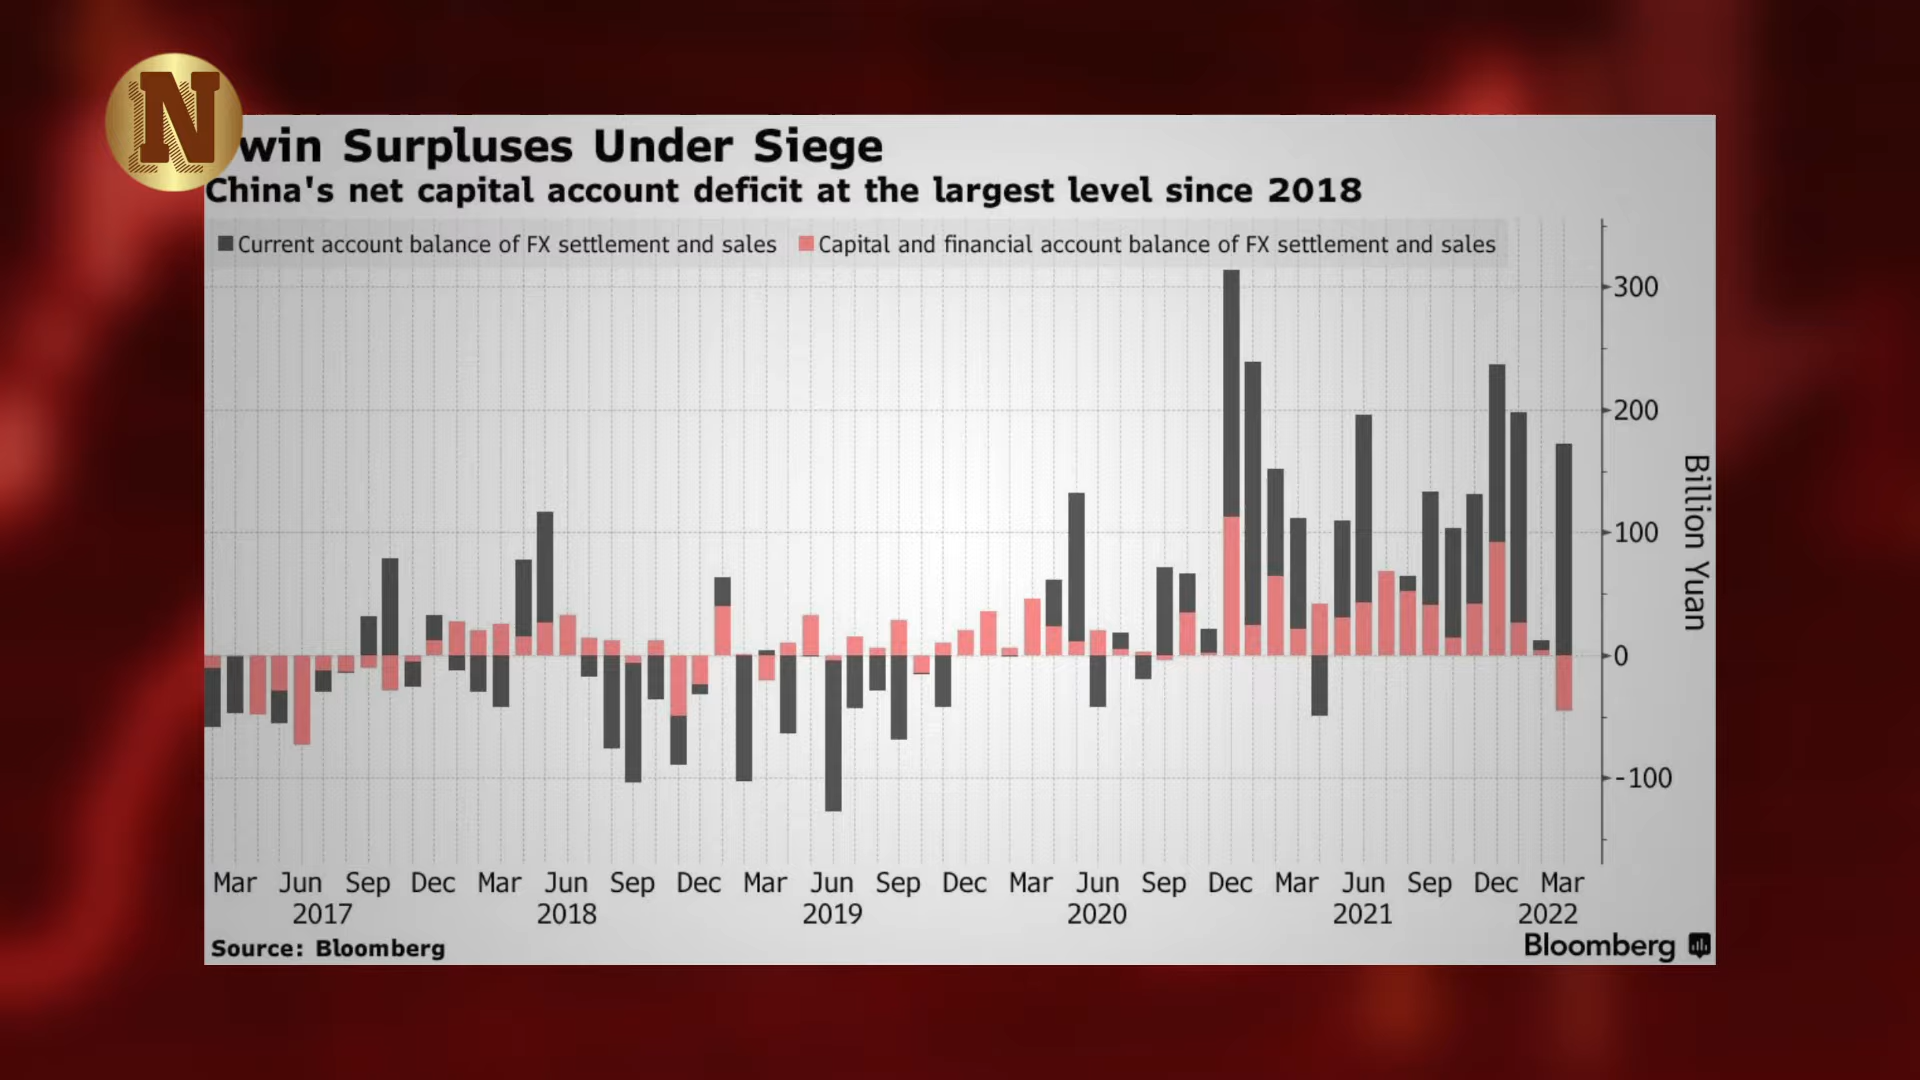 N
win Surpluses Under Siege
China's net capital account deficit at the largest level since 2018
Current account balance of FX settlement and sales Capital and financial account balance of FX settlement and sales
300
200
100
0
-100
Billion Yuan
Mar Jun Sep Dec Mar Jun Sep Dec Mar Jun Sep Dec Mar Jun Sep Dec Mar Jun Sep Dec Mar
2017 2018 2019 2020 2021 2022
Source: Bloomberg
Bloomberg